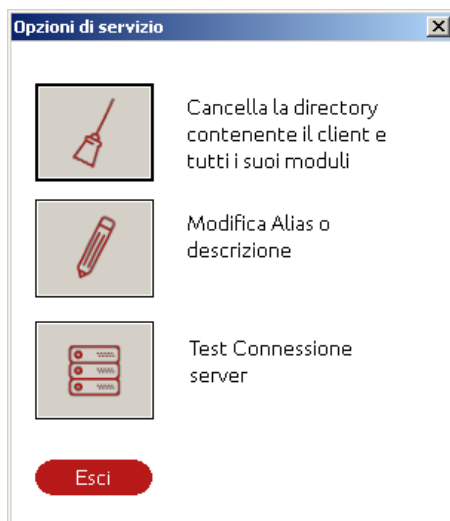 Opzioni di servizio
Cancella la directory
contenente il client e
tutti i suoi moduli
Modifica Alias o
descrizione
Test Connessione
server
Esci